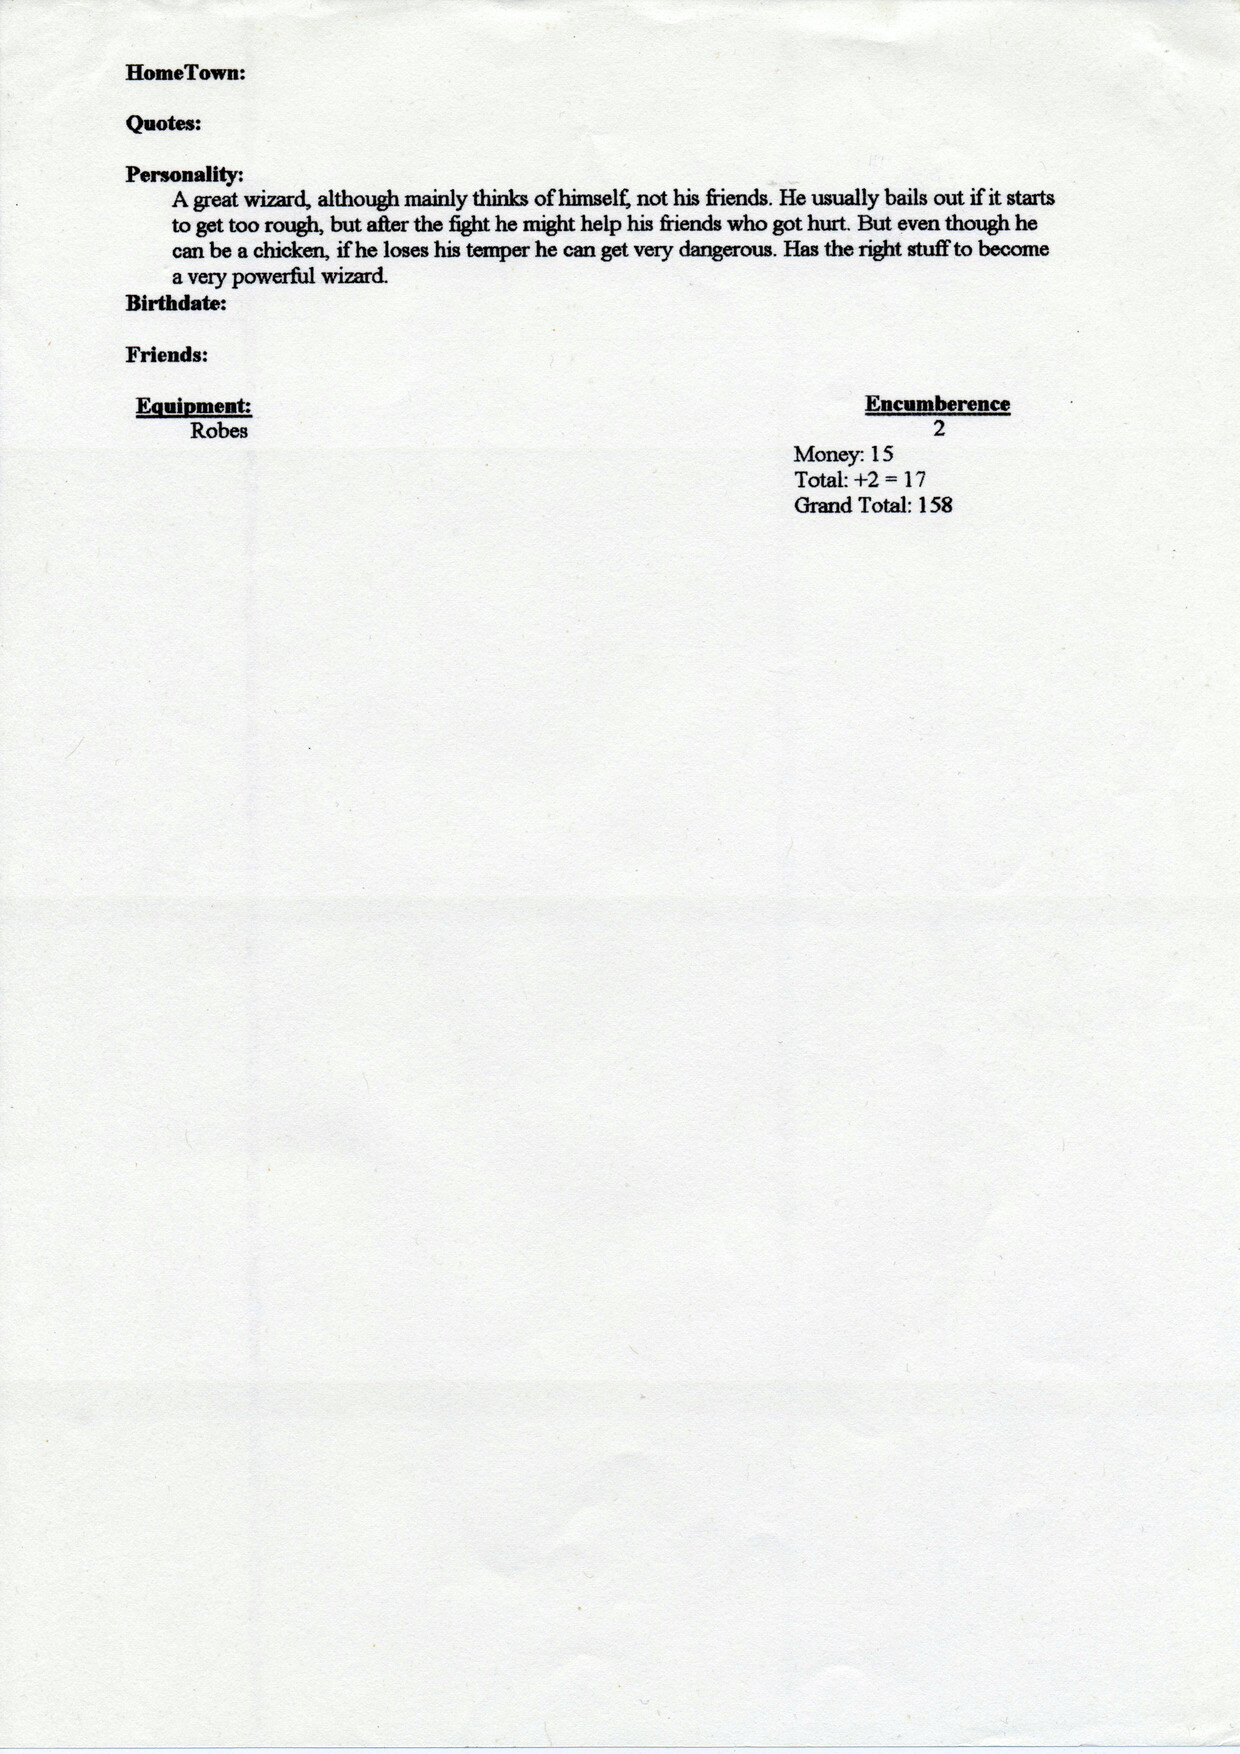 HomeTown:
Quotes:
Personality:
A great wizard, although mainly thinks of himself, not his friends. He usually bails out if it starts
to get too rough, but after the fight he might help his friends who got hurt. But even though he
can be a chicken, if he loses his temper he can get very dangerous. Has the right stuff to become
a very powerful wizard.
Birthdate:
Friends:
Equipment: Encumberence
Robes 2
Money: 15
Total: +2 = 17
Grand Total: 158